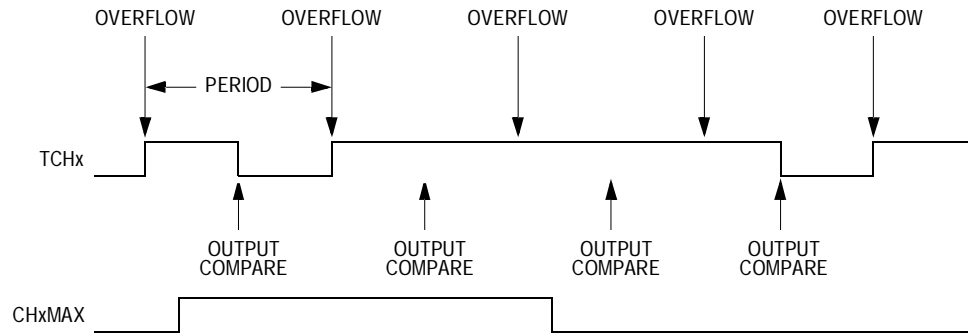 OVERFLOW OVERFLOW OVERFLOW OVERFLOW OVERFLOW
PERIOD
TCHx
OUTPUT OUTPUT OUTPUT OUTPUT
COMPARE COMPARE COMPARE COMPARE
CHxMAX